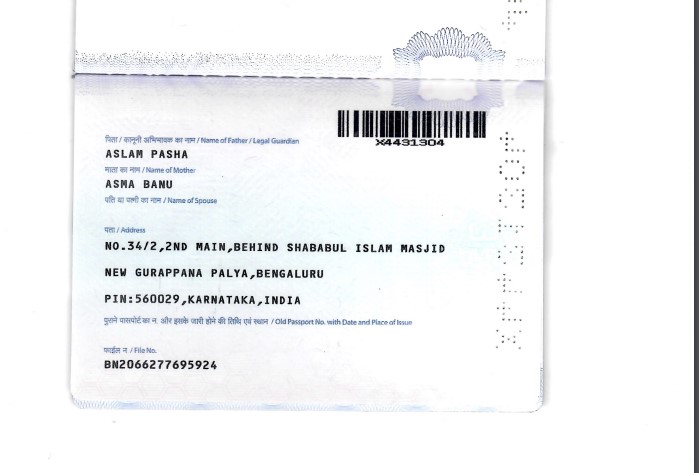 X4431304
पिता / कानूनी अभिभावक का नाम / Name of Father / Legal Guardian
ASLAM PASHA
माता का नाम / Name of Mother
ASMA BANU
पति या पत्नी का नाम / Name of Spouse
पता / Address
NO.34/2,2ND MAIN,BEHIND SHABABUL ISLAM MASJID
NEW GURAPPANA PALYA,BENGALURU
PIN:560029,KARNATAKA,INDIA
पुराने पासपोर्ट का न. और इसके जारी होने की तिथि एवं स्थान / Old Passport No. with Date and Place of Issue
फाईल न. / File No.
BN2066277695924